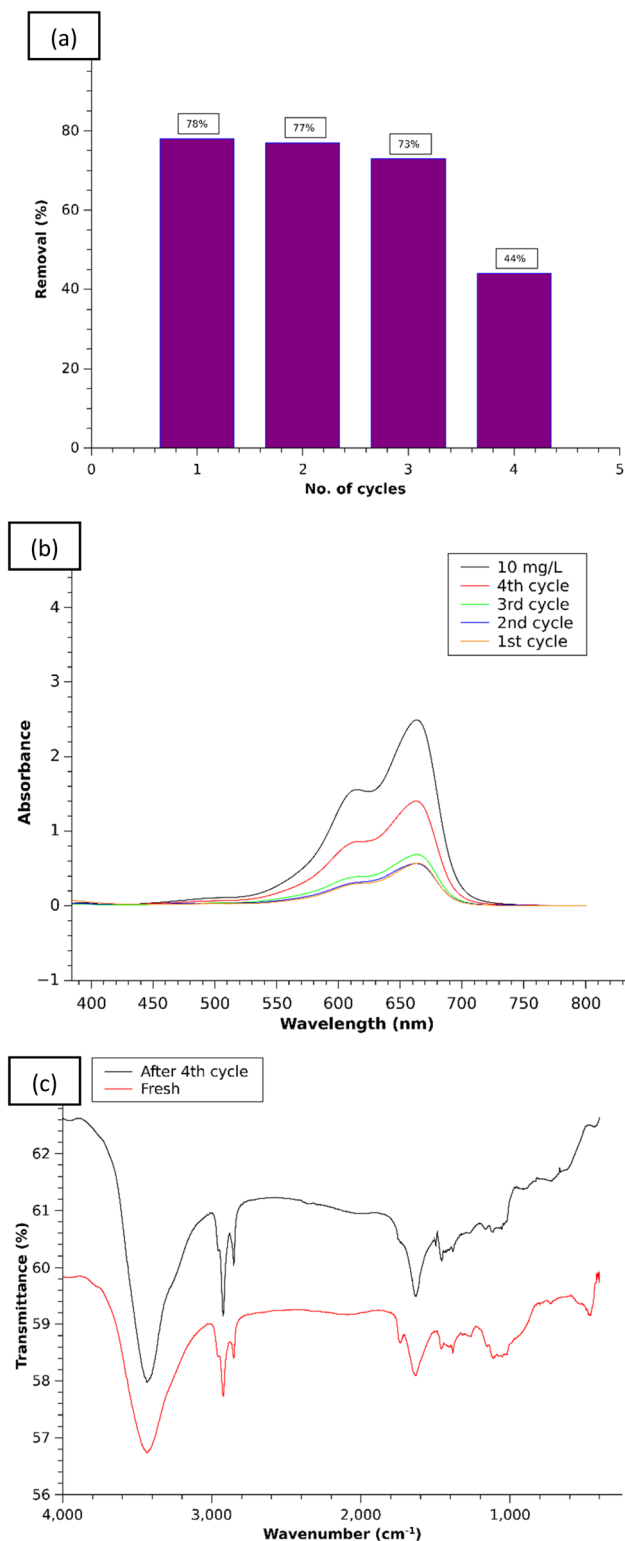 (a)
Removal (%)
80
60
40
20
0
78%
77%
73%
44%
0 1 2 3 4 5
No. of cycles
(b)
10 mg/L
4th cycle
3rd cycle
2nd cycle
1st cycle
Absorbance
4
3
2
1
0
−1
400 450 500 550 600 650 700 750 800
Wavelength (nm)
(c)
After 4th cycle
Fresh
Transmittance (%)
62
61
60
59
58
57
56
4,000 3,000 2,000 1,000
Wavenumber (cm⁻¹)